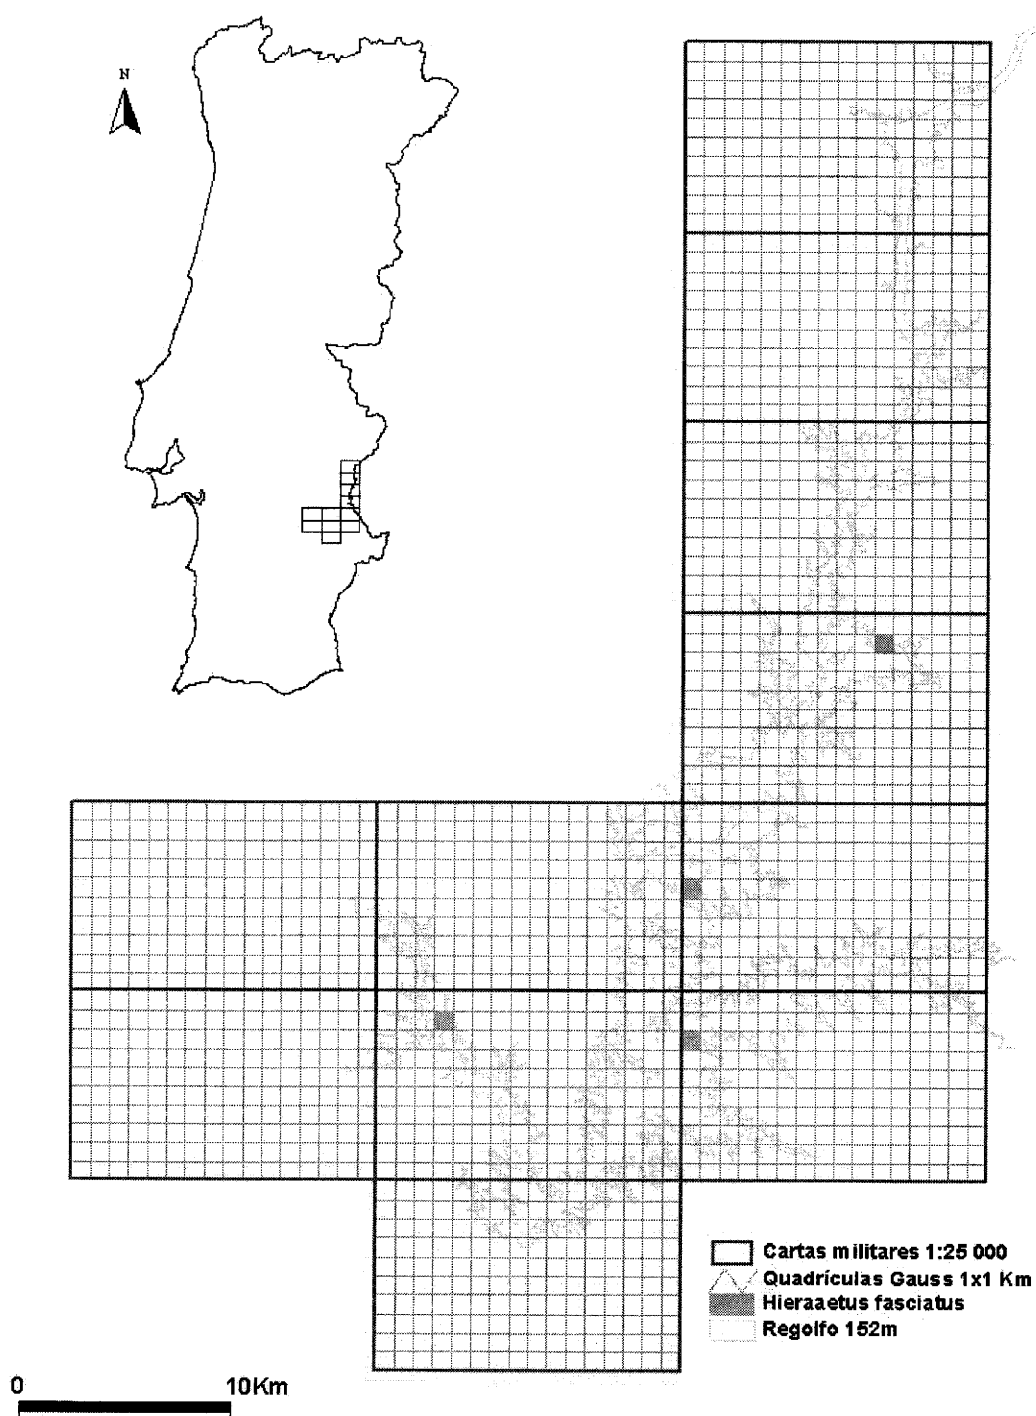 N
Cartas militares 1:25 000
Quadrículas Gauss 1x1 Km
Hieraaetus fasciatus
Regolfo 152m
0 10Km